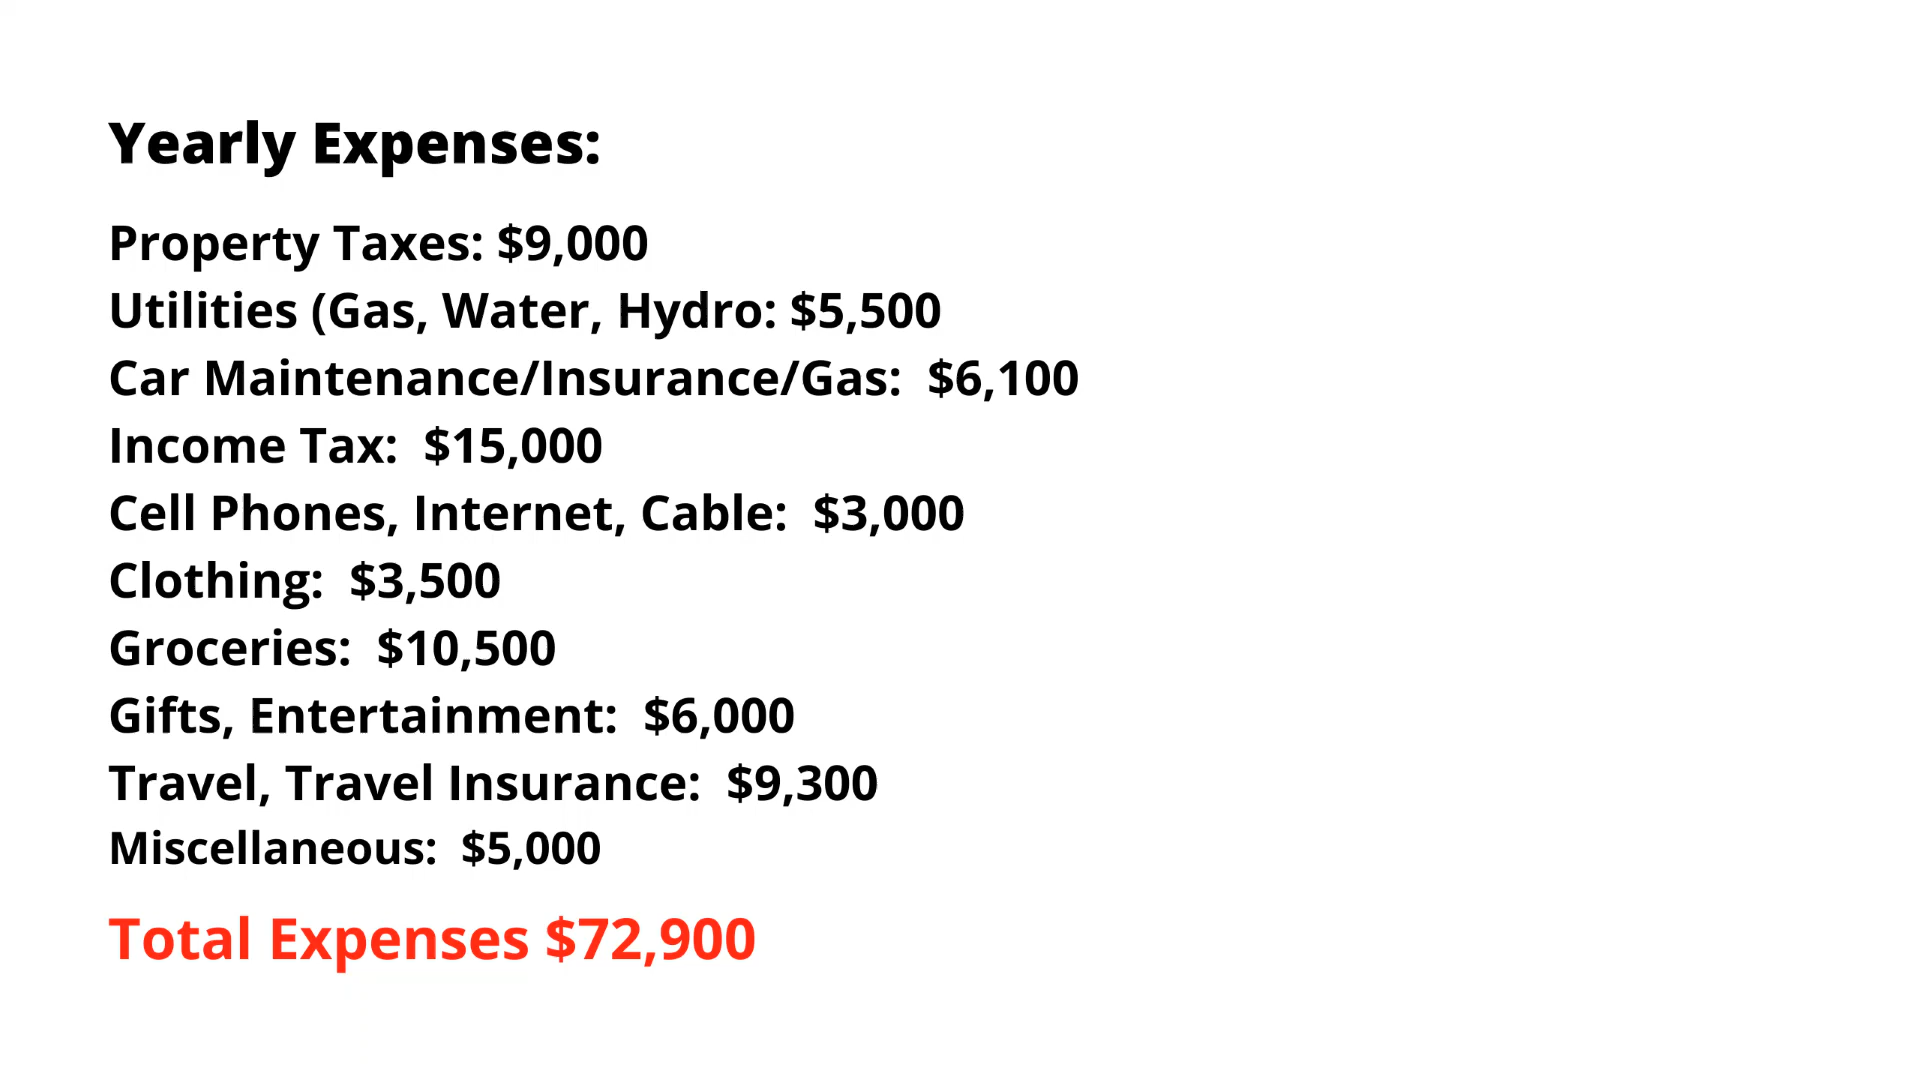 Yearly Expenses:
Property Taxes: $9,000
Utilities (Gas, Water, Hydro: $5,500
Car Maintenance/Insurance/Gas:  $6,100
Income Tax:  $15,000
Cell Phones, Internet, Cable:  $3,000
Clothing:  $3,500
Groceries:  $10,500
Gifts, Entertainment:  $6,000
Travel, Travel Insurance:  $9,300
Miscellaneous:  $5,000
Total Expenses $72,900